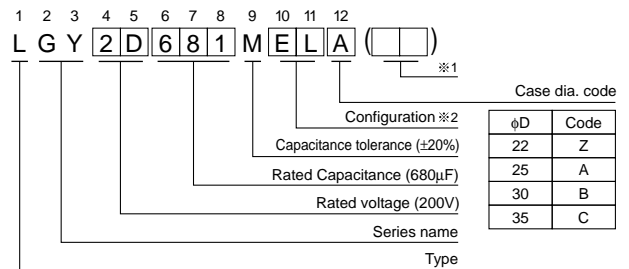 1 2 3 4 5 6 7 8 9 10 11 12
L G Y 2 D 6 8 1 M E L A ( )
※1
Case dia. code
Configuration ※2
Capacitance tolerance (±20%)
Rated Capacitance (680μF)
Rated voltage (200V)
Series name
Type
ϕD Code
22 Z
25 A
30 B
35 C